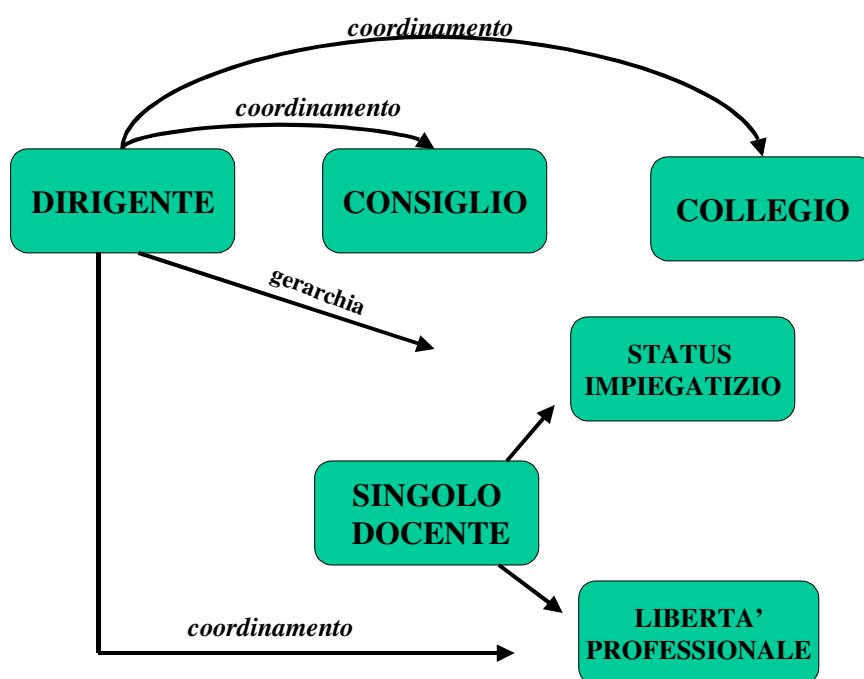 coordinamento
coordinamento
DIRIGENTE
CONSIGLIO
COLLEGIO
gerarchia
STATUS
IMPIEGATIZIO
SINGOLO
DOCENTE
coordinamento
LIBERTA’
PROFESSIONALE